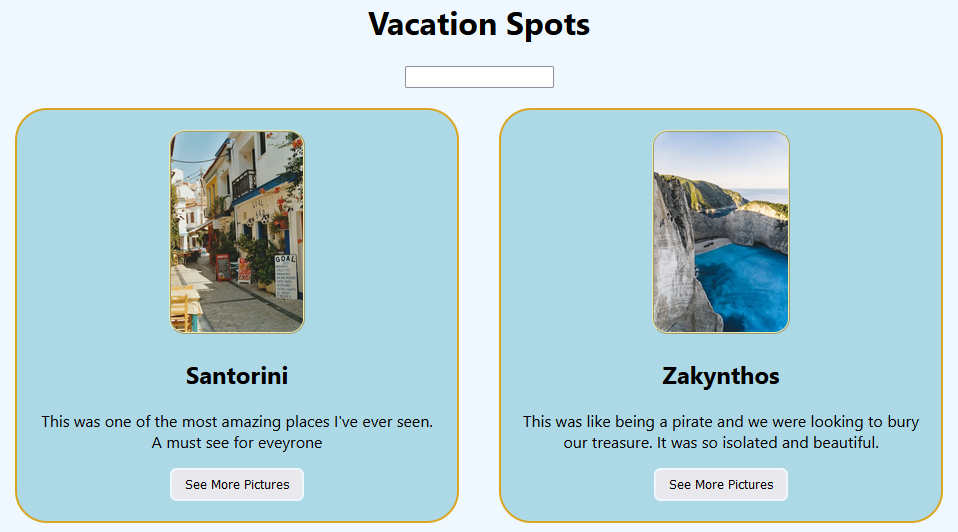 Vacation Spots
GOAL
GOAL
Santorini
This was one of the most amazing places I've ever seen.
A must see for eveyrone
See More Pictures
Zakynthos
This was like being a pirate and we were looking to bury
our treasure. It was so isolated and beautiful.
See More Pictures